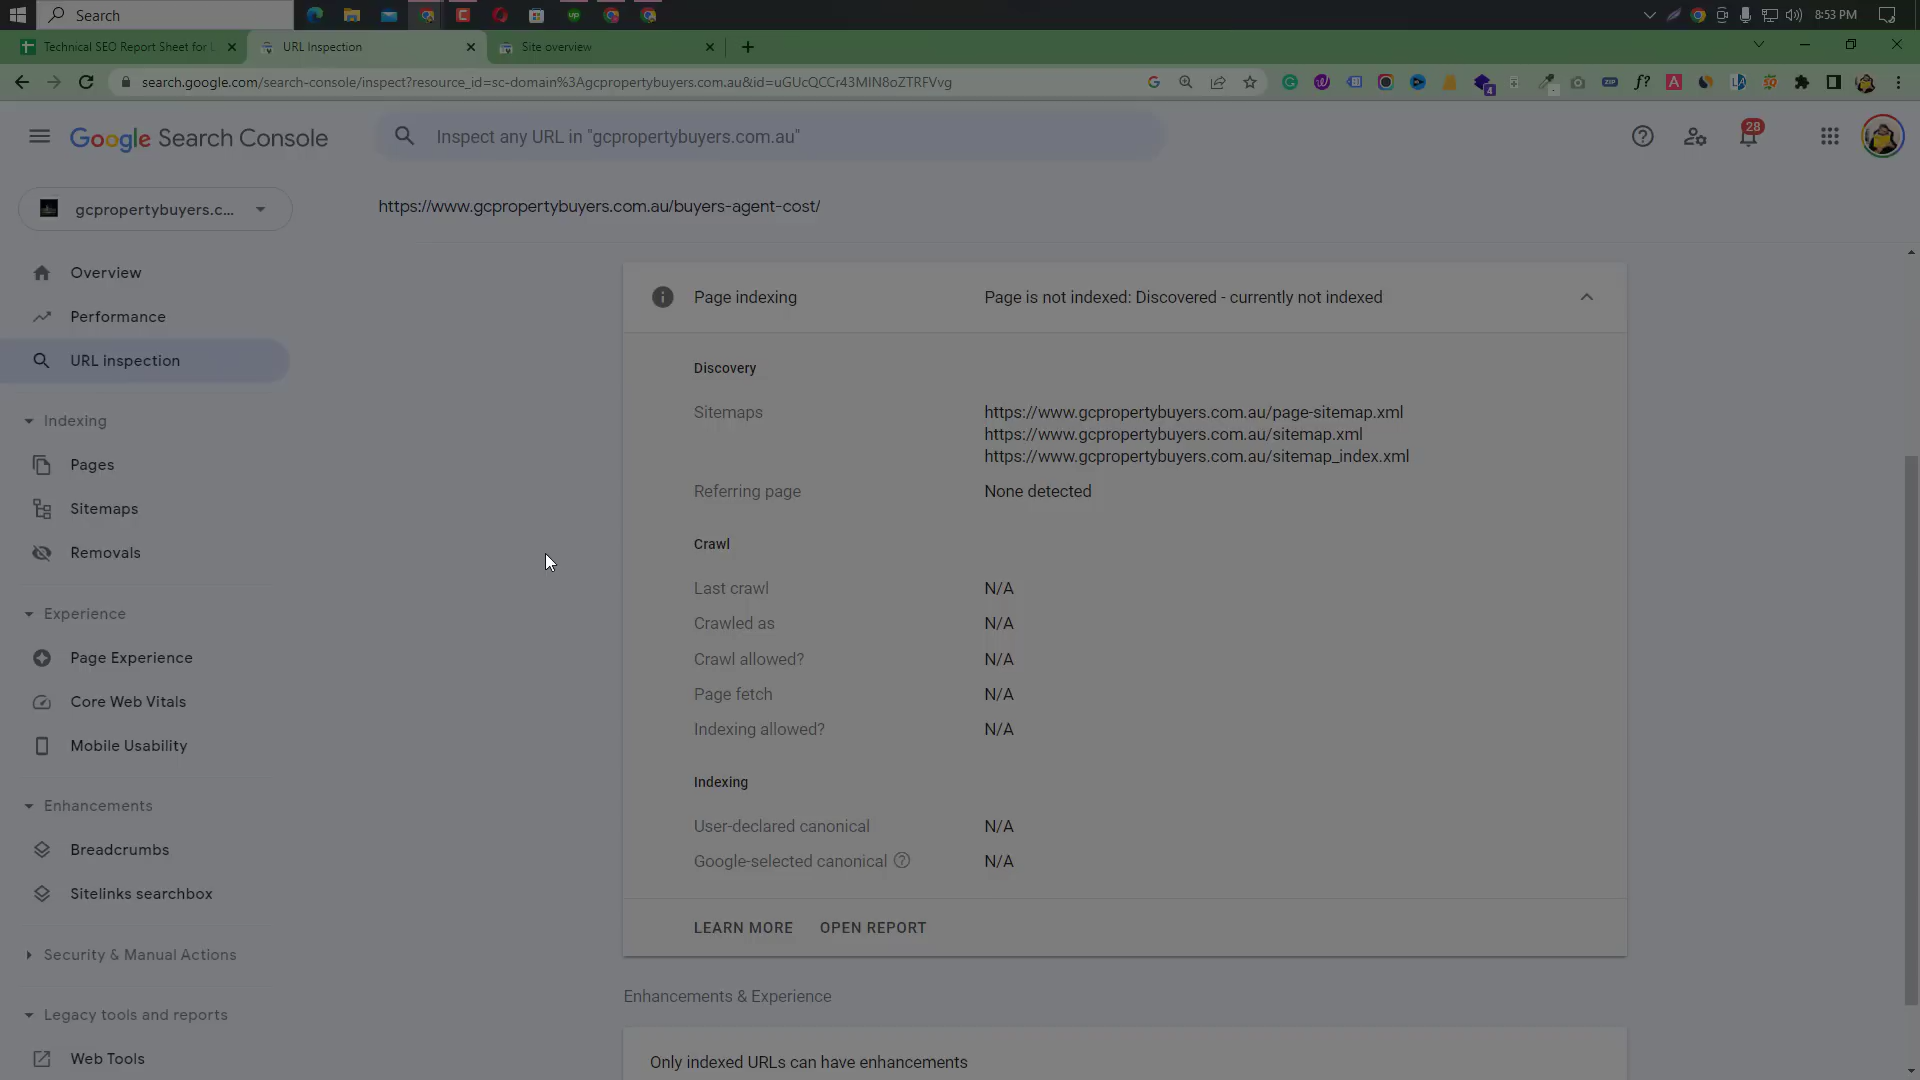 Search
8:53 PM
Technical SEO Report Sheet for L
URL Inspection
Site overview
search.google.com/search-console/inspect?resource_id=sc-domain%3Agcpropertybuyers.com.au&id=uGUcQCCr43MIN8oZTRFVvg
Google Search Console
Inspect any URL in "gcpropertybuyers.com.au"
28
gcpropertybuyers.c...
https://www.gcpropertybuyers.com.au/buyers-agent-cost/
Overview
Performance
URL inspection
Indexing
Pages
Sitemaps
Removals
Experience
Page Experience
Core Web Vitals
Mobile Usability
Enhancements
Breadcrumbs
Sitelinks searchbox
Security & Manual Actions
Legacy tools and reports
Web Tools
Page indexing
Page is not indexed: Discovered - currently not indexed
Discovery
Sitemaps
https://www.gcpropertybuyers.com.au/page-sitemap.xml
https://www.gcpropertybuyers.com.au/sitemap.xml
https://www.gcpropertybuyers.com.au/sitemap_index.xml
Referring page
None detected
Crawl
Last crawl
N/A
Crawled as
N/A
Crawl allowed?
N/A
Page fetch
N/A
Indexing allowed?
N/A
Indexing
User-declared canonical
N/A
Google-selected canonical
N/A
LEARN MORE
OPEN REPORT
Enhancements & Experience
Only indexed URLs can have enhancements